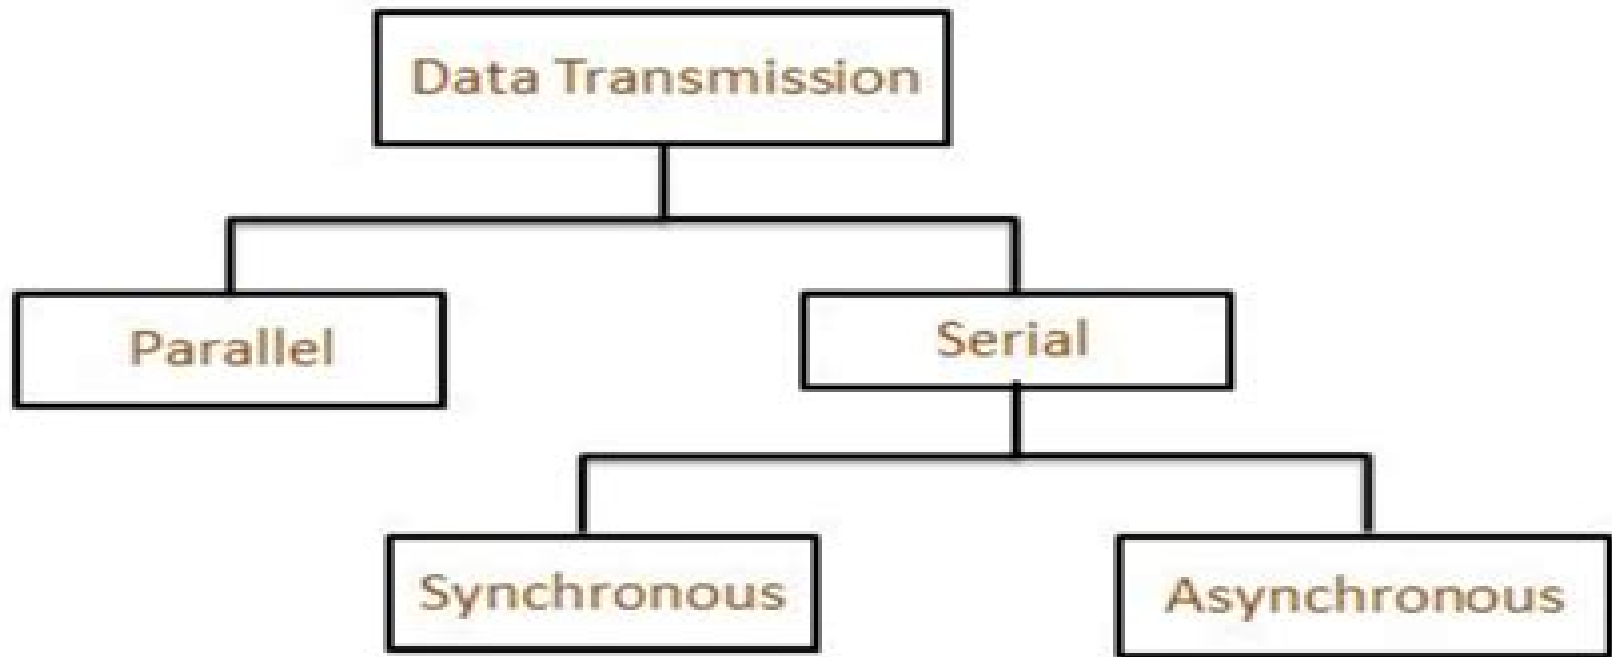 Data Transmission
Parallel
Serial
Synchronous
Asynchronous